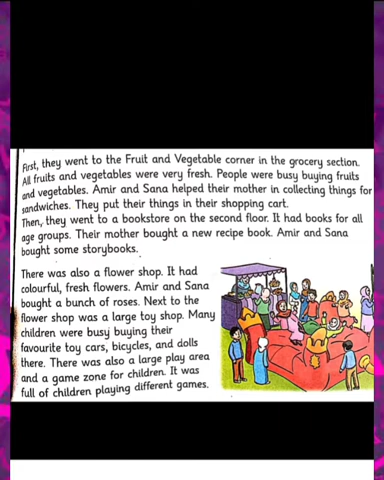 First, they went to the Fruit and Vegetable corner in the grocery section.
All fruits and vegetables were very fresh. People were busy buying fruits
and vegetables. Amir and Sana helped their mother in collecting things for
sandwiches. They put their things in their shopping cart.
Then, they went to a bookstore on the second floor. It had books for all
age groups. Their mother bought a new recipe book. Amir and Sana
bought some storybooks.
There was also a flower shop. It had
colourful, fresh flowers. Amir and Sana
bought a bunch of roses. Next to the
flower shop was a large toy shop. Many
children were busy buying their
favourite toy cars, bicycles, and dolls
there. There was also a large play area
and a game zone for children. It was
full of children playing different games.